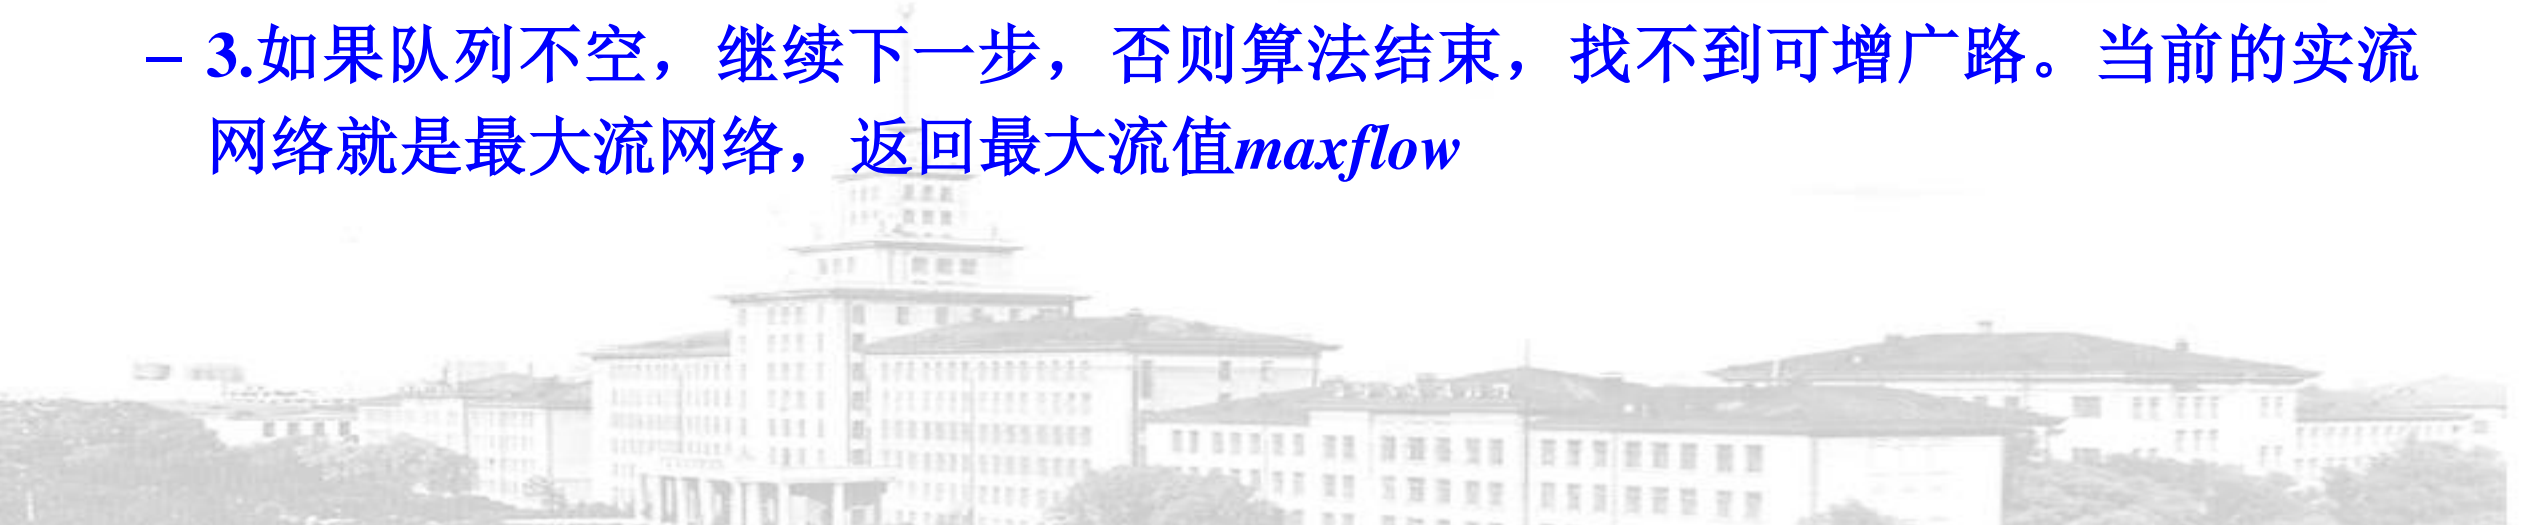 – 3.如果队列不空，继续下一步，否则算法结束，找不到可增广路。当前的实流
网络就是最大流网络，返回最大流值maxflow